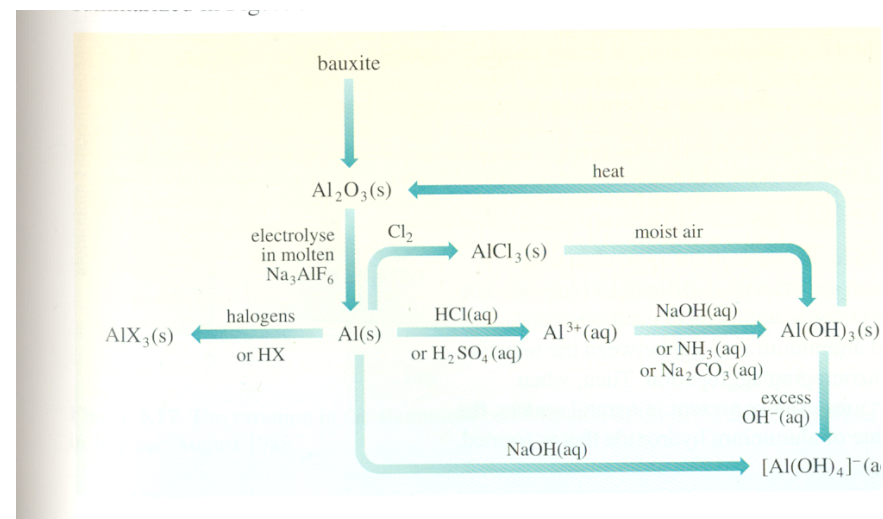 bauxite
heat
Al₂O₃(s)
electrolyse
in molten
Na₃AlF₆
Cl₂
AlCl₃(s)
moist air
AlX₃(s)
halogens
or HX
Al(s)
HCl(aq)
or H₂SO₄(aq)
Al³⁺(aq)
NaOH(aq)
or NH₃(aq)
or Na₂CO₃(aq)
Al(OH)₃(s)
excess
OH⁻(aq)
NaOH(aq)
[Al(OH)₄]⁻(a